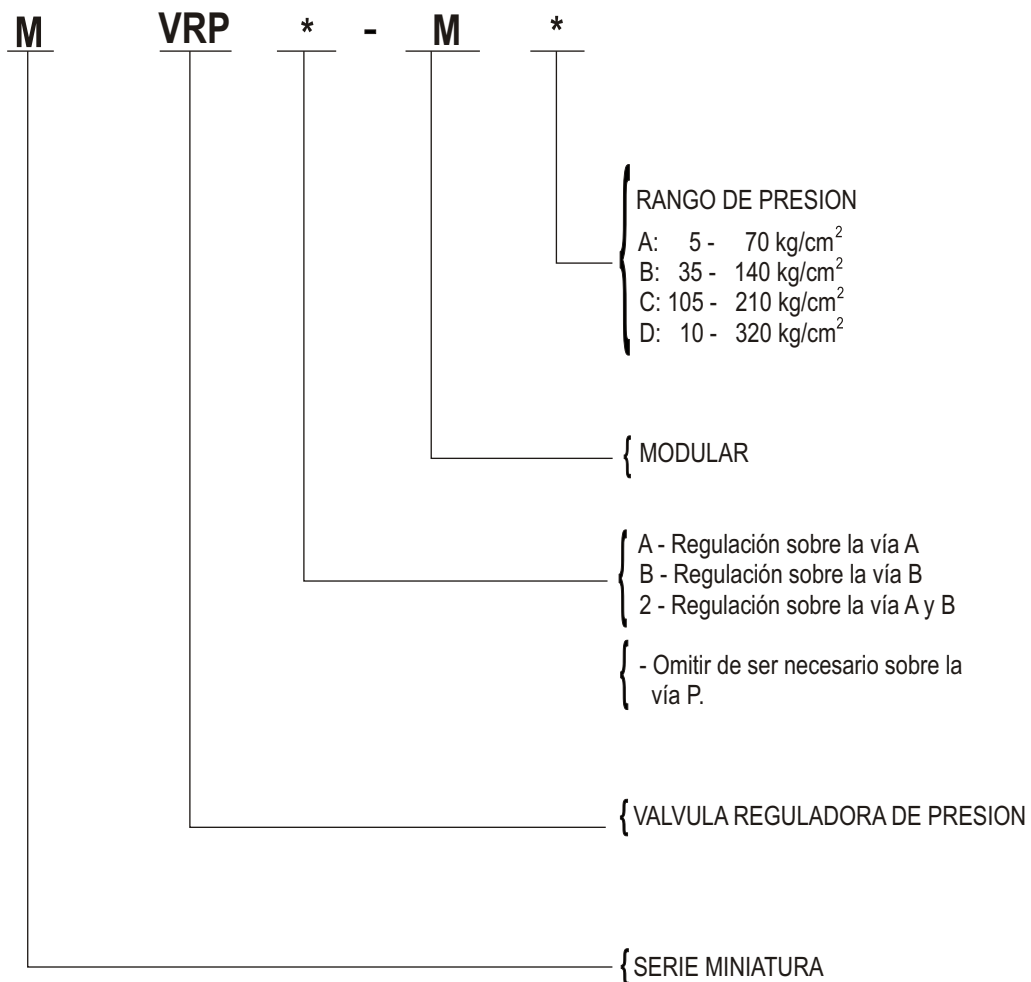 M VRP * - M *
RANGO DE PRESION
A: 5 - 70 kg/cm²
B: 35 - 140 kg/cm²
C: 105 - 210 kg/cm²
D: 10 - 320 kg/cm²
MODULAR
A - Regulación sobre la vía A
B - Regulación sobre la vía B
2 - Regulación sobre la vía A y B
- Omitir de ser necesario sobre la
vía P.
VALVULA REGULADORA DE PRESION
SERIE MINIATURA